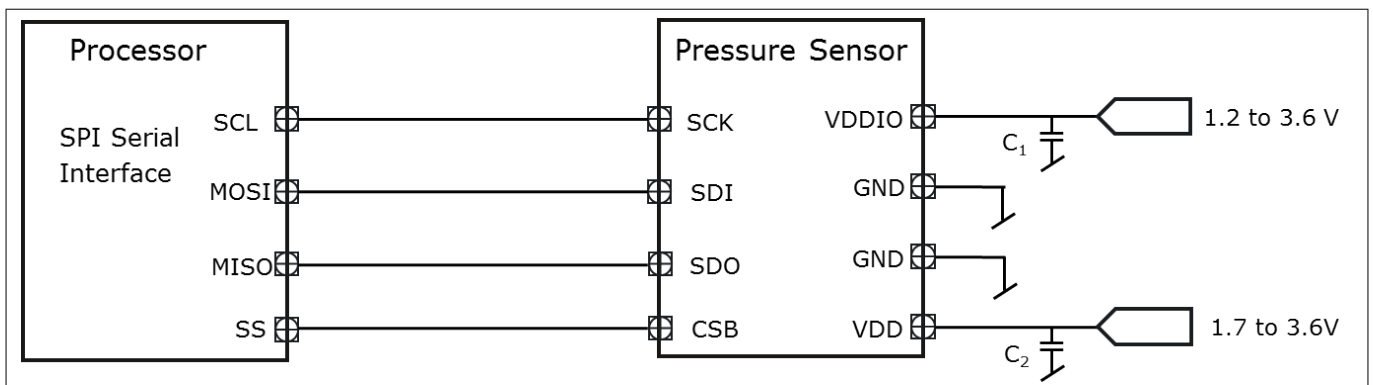 Processor
SPI Serial
Interface
SCL
MOSI
MISO
SS
Pressure Sensor
SCK
SDI
SDO
CSB
VDDIO
GND
GND
VDD
C₁
1.2 to 3.6 V
C₂
1.7 to 3.6V